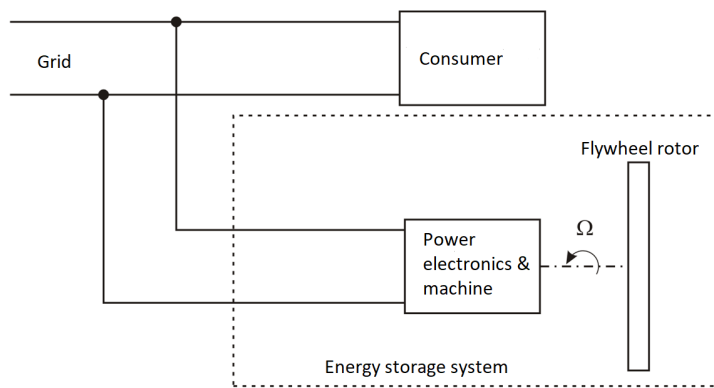 Grid
Consumer
Flywheel rotor
Ω
Power
electronics &
machine
Energy storage system